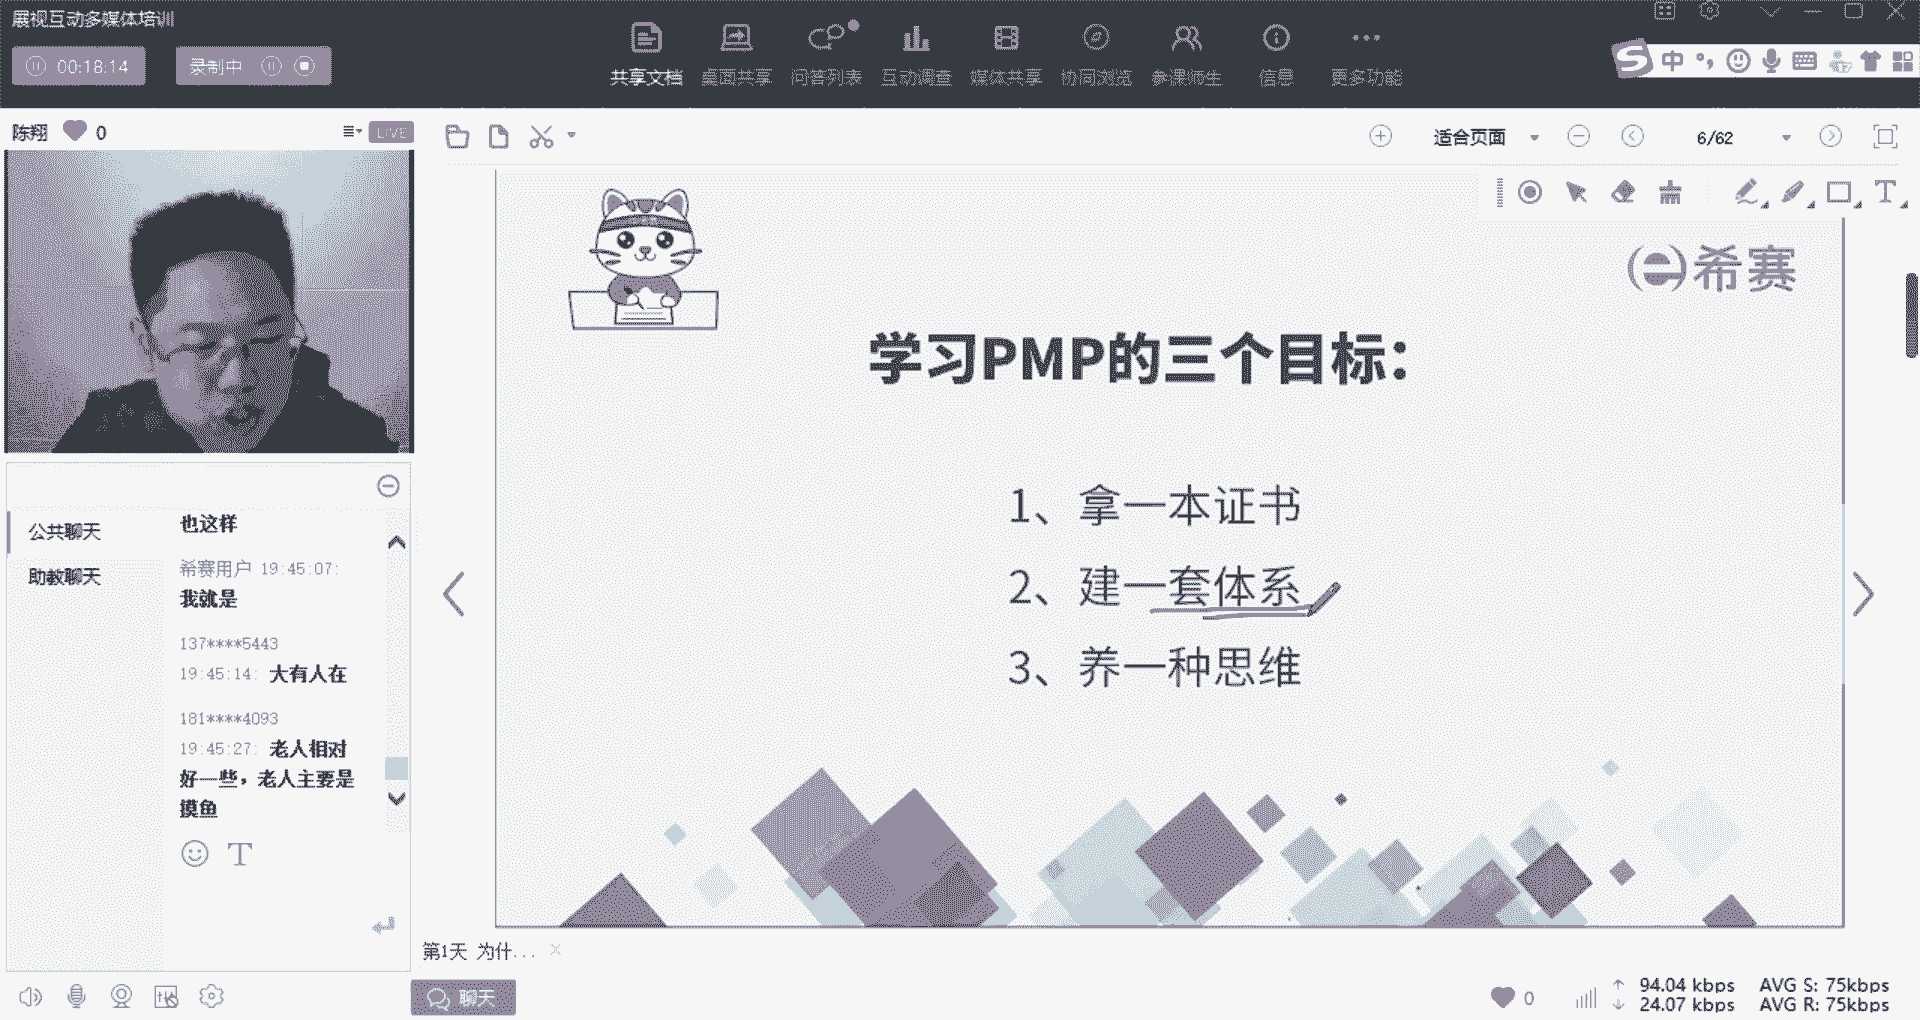 展视互动多媒体培训
00:18:14
录制中
共享文档
桌面共享
问答列表
互动调查
媒体共享
协同浏览
参课师生
信息
更多功能
中
陈翔
0
LIVE
适合页面
6/62
希赛
学习PMP的三个目标:
1、拿一本证书
2、建一套体系
3、养一种思维
公共聊天
助教聊天
也这样
希赛用户 19:45:07:
我就是
137****5443
19:45:14: 大有人在
181****4093
19:45:27: 老人相对
好一些，老人主要是
摸鱼
第1天 为什...
聊天
0
94.04 kbps
AVG S: 75kbps
24.07 kbps
AVG R: 75kbps